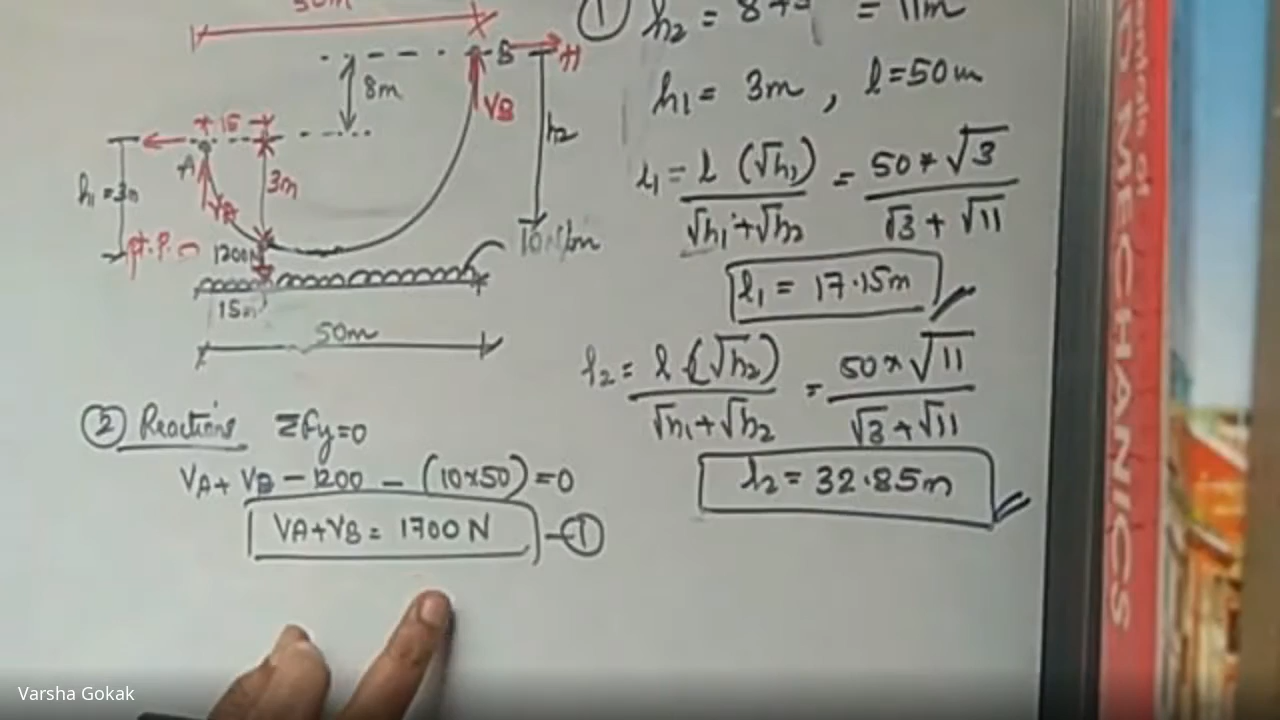 50m
① h2 = 8+3 = 11m
B H
8m
h1 = 3m , l=50m
VB
15
h2
A
h1 = 3m
3m
l1 = l (√h1) / √h1+√h2 = 50*√3 / √3 + √11
VA
pt. P.
1200N
10N/m
l1 = 17.15m
15m
50m
l2 = l (√h2) / √h1+√h2 = 50*√11 / √3+√11
② Reactions ΣFy=0
VA+ VB - 1200 - (10x50)=0
l2 = 32.85m
VA+VB = 1700 N -①
MECHANICS
Varsha Gokak